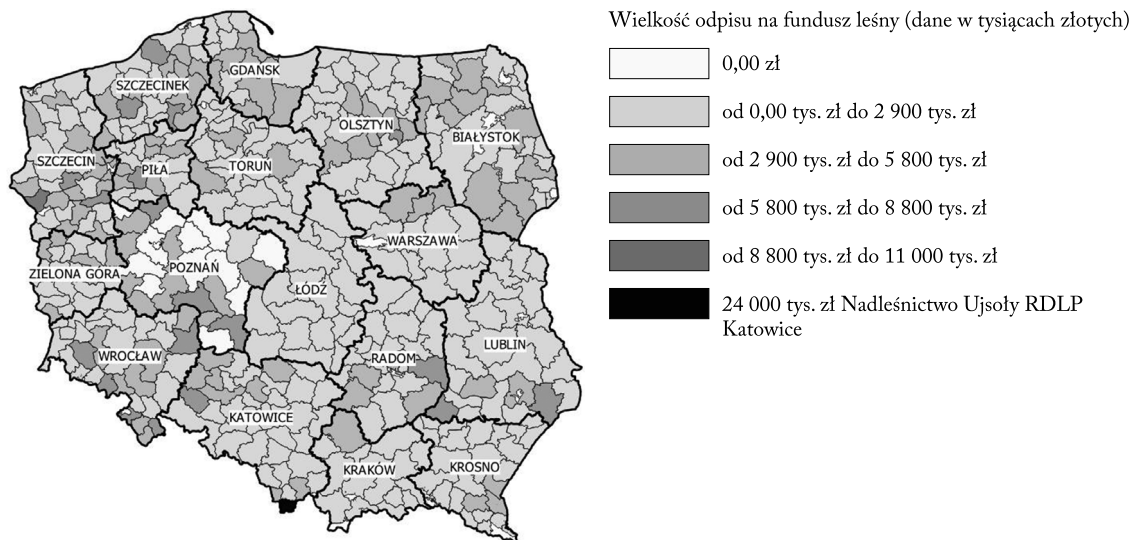 Wielkość odpisu na fundusz leśny (dane w tysiącach złotych)
0,00 zł
od 0,00 tys. zł do 2 900 tys. zł
od 2 900 tys. zł do 5 800 tys. zł
od 5 800 tys. zł do 8 800 tys. zł
od 8 800 tys. zł do 11 000 tys. zł
24 000 tys. zł Nadleśnictwo Ujsoły RDLP
Katowice
GDAŃSK
SZCZECINEK
OLSZTYN
BIAŁYSTOK
SZCZECIN
PIŁA
TORUŃ
WARSZAWA
ZIELONA GÓRA
POZNAŃ
ŁÓDŹ
LUBLIN
WROCŁAW
RADOM
KATOWICE
KRAKÓW
KROSNO